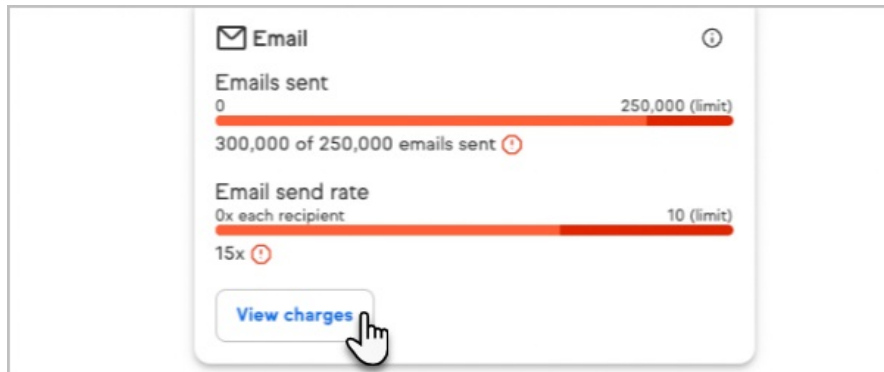 Email
Emails sent
0 250,000 (limit)
300,000 of 250,000 emails sent
Email send rate
0x each recipient 10 (limit)
15x
View charges